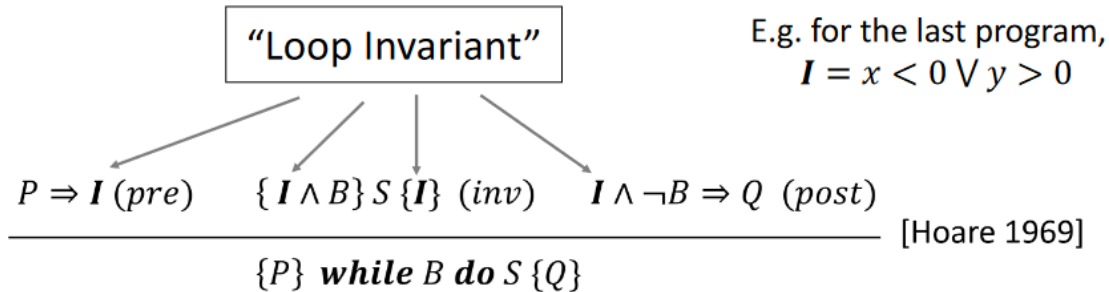 “Loop Invariant”
E.g. for the last program,
I = x < 0 ⋁ y > 0
P ⇒ I (pre) { I ∧ B} S {I} (inv) I ∧ ¬B ⇒ Q (post)
[Hoare 1969]
{P} while B do S {Q}